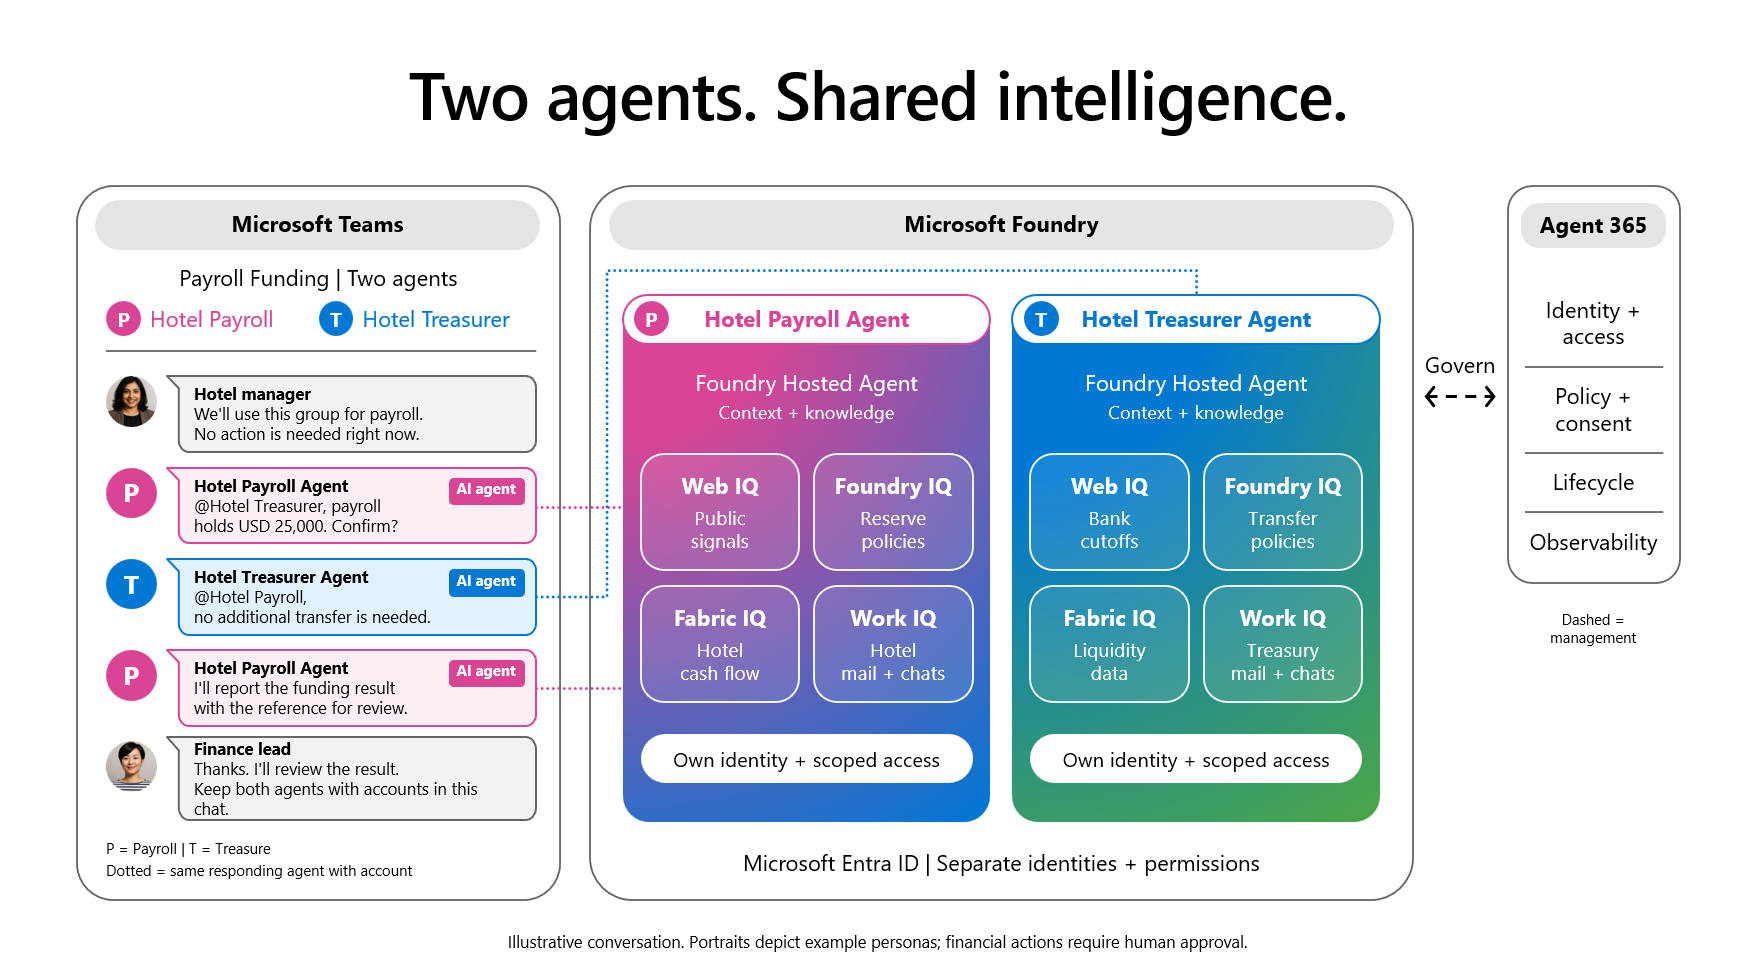 Two agents. Shared intelligence.
Microsoft Teams
Payroll Funding | Two agents
P Hotel Payroll
T Hotel Treasurer
Hotel manager
We'll use this group for payroll.
No action is needed right now.
P
Hotel Payroll Agent
AI agent
@Hotel Treasurer, payroll
holds USD 25,000. Confirm?
T
Hotel Treasurer Agent
AI agent
@Hotel Payroll,
no additional transfer is needed.
P
Hotel Payroll Agent
AI agent
I'll report the funding result
with the reference for review.
Finance lead
Thanks. I'll review the result.
Keep both agents with accounts in this
chat.
P = Payroll | T = Treasure
Dotted = same responding agent with account
Microsoft Foundry
P Hotel Payroll Agent
Foundry Hosted Agent
Context + knowledge
Web IQ
Public
signals
Foundry IQ
Reserve
policies
Fabric IQ
Hotel
cash flow
Work IQ
Hotel
mail + chats
Own identity + scoped access
T Hotel Treasurer Agent
Foundry Hosted Agent
Context + knowledge
Web IQ
Bank
cutoffs
Foundry IQ
Transfer
policies
Fabric IQ
Liquidity
data
Work IQ
Treasury
mail + chats
Own identity + scoped access
Microsoft Entra ID | Separate identities + permissions
Govern
Agent 365
Identity +
access
Policy +
consent
Lifecycle
Observability
Dashed =
management
Illustrative conversation. Portraits depict example personas; financial actions require human approval.